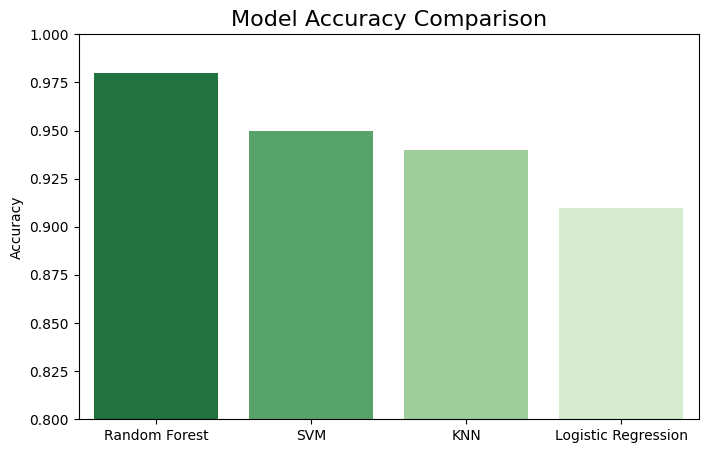 Model Accuracy Comparison
Accuracy
1.000
0.975
0.950
0.925
0.900
0.875
0.850
0.825
0.800
Random Forest
SVM
KNN
Logistic Regression